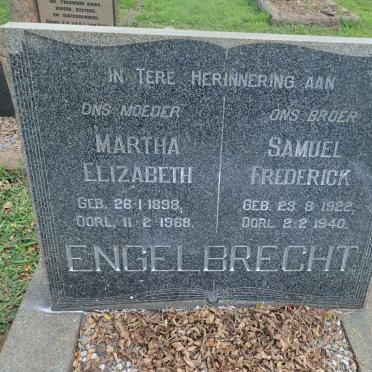 IN TERE HERINNERING AAN
ONS MOEDER
MARTHA
ELIZABETH
GEB. 26-1-1898,
OORL. 11-2-1968.
ONS BROER
SAMUEL
FREDERICK
GEB. 23-8-1922,
OORL. 2-2-1940.
ENGELBRECHT